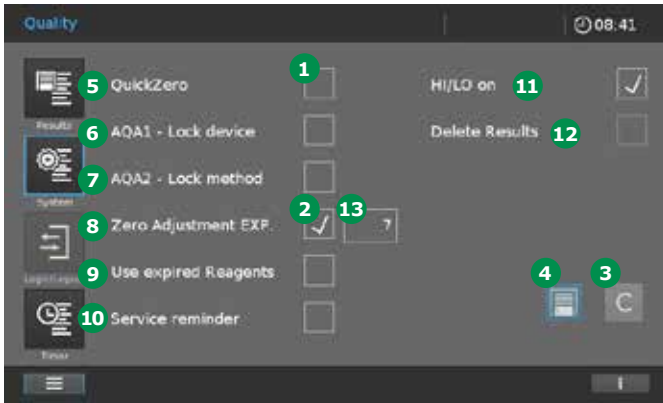 Quality 08:41
1
5 QuickZero
HI/LO on 11
Results
6 AQA1 - Lock device
Delete Results 12
7 AQA2 - Lock method
System
2 13
8 Zero Adjustment EXP. 7
9 Use expired Reagents
4 3
10 Service reminder
C
Timer
i